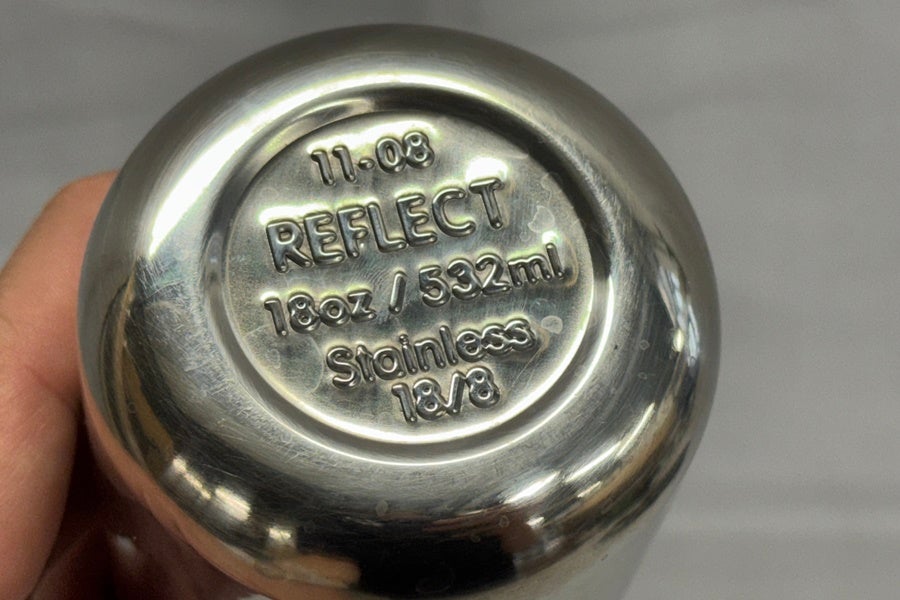 11-08
REFLECT
18oz / 532ml
Stainless
18/8